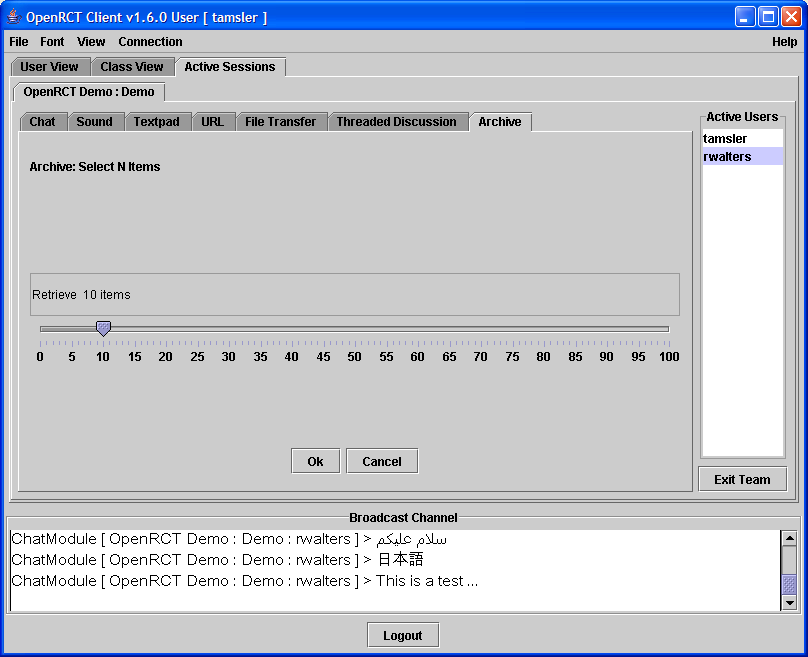 OpenRCT Client v1.6.0 User [ tamsler ]
File Font View Connection Help
User View Class View Active Sessions
OpenRCT Demo : Demo
Chat Sound Textpad URL File Transfer Threaded Discussion Archive
Archive: Select N Items
Retrieve 10 items
0 5 10 15 20 25 30 35 40 45 50 55 60 65 70 75 80 85 90 95 100
Ok Cancel
Active Users
tamsler
rwalters
Exit Team
Broadcast Channel
ChatModule [ OpenRCT Demo : Demo : rwalters ] > سلام علیکم
ChatModule [ OpenRCT Demo : Demo : rwalters ] > 日本語
ChatModule [ OpenRCT Demo : Demo : rwalters ] > This is a test ...
Logout